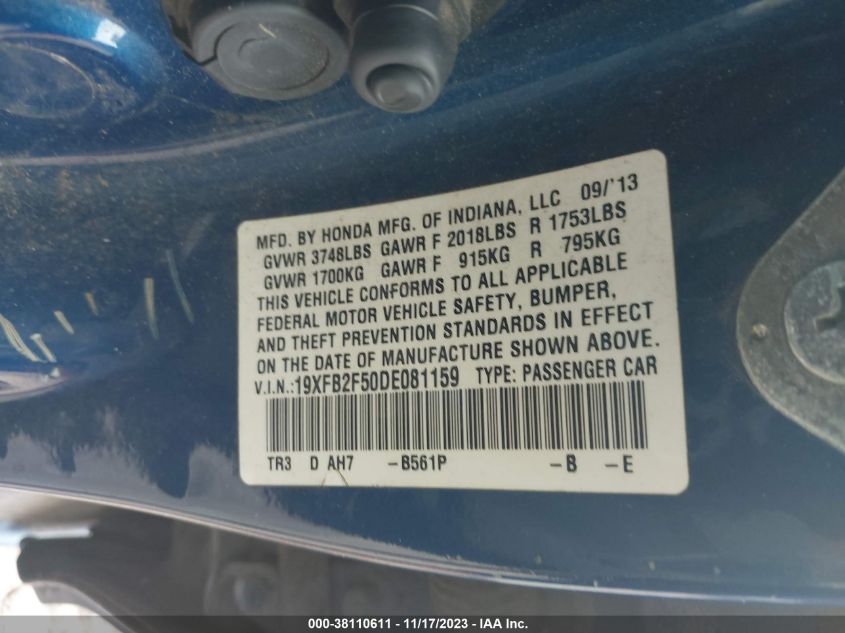 MFD. BY HONDA MFG. OF INDIANA, LLC 09/'13
GVWR 3748LBS GAWR F 2018LBS R 1753LBS
GVWR 1700KG GAWR F 915KG R 795KG
THIS VEHICLE CONFORMS TO ALL APPLICABLE
FEDERAL MOTOR VEHICLE SAFETY, BUMPER,
AND THEFT PREVENTION STANDARDS IN EFFECT
ON THE DATE OF MANUFACTURE SHOWN ABOVE.
V.I.N.:19XFB2F50DE081159 TYPE: PASSENGER CAR
TR3 D AH7 -B561P -B -E
000-38110611 - 11/17/2023 - IAA Inc.